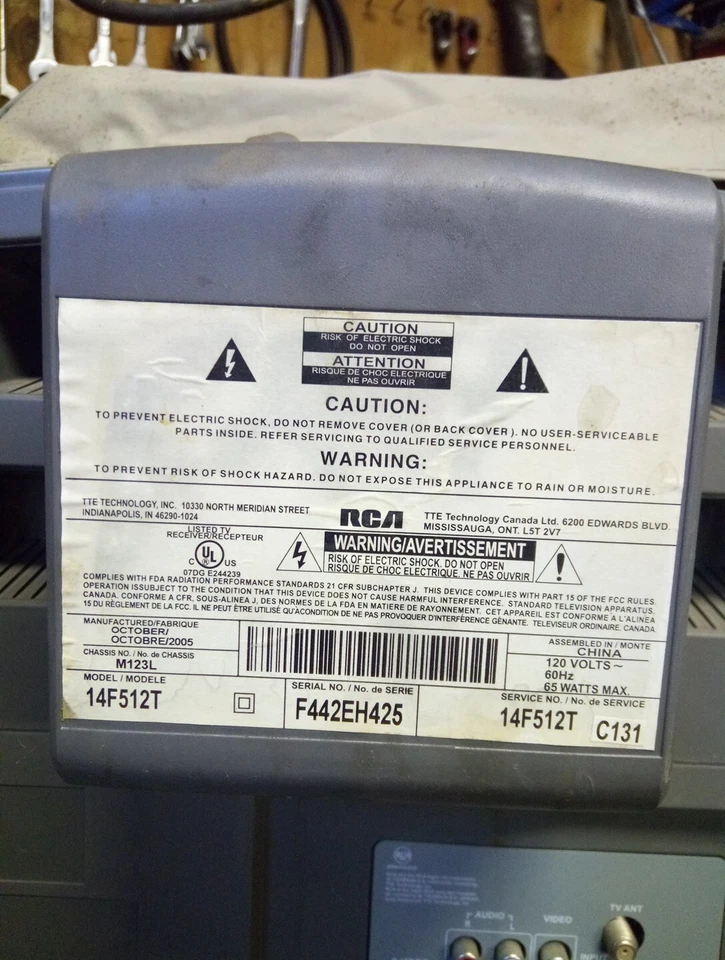 CAUTION
RISK OF ELECTRIC SHOCK
DO NOT OPEN
ATTENTION
RISQUE DE CHOC ELECTRIQUE
NE PAS OUVRIR
CAUTION:
TO PREVENT ELECTRIC SHOCK, DO NOT REMOVE COVER (OR BACK COVER ). NO USER-SERVICEABLE
PARTS INSIDE. REFER SERVICING TO QUALIFIED SERVICE PERSONNEL.
WARNING:
TO PREVENT RISK OF SHOCK HAZARD. DO NOT EXPOSE THIS APPLIANCE TO RAIN OR MOISTURE.
TTE TECHNOLOGY, INC. 10330 NORTH MERIDIAN STREET
INDIANAPOLIS, IN 46290-1024
RCA
TTE Technology Canada Ltd. 6200 EDWARDS BLVD.
MISSISSAUGA, ONT. L5T 2V7
LISTED TV
RECEIVER/RECEPTEUR
C UL US
07DG E244239
WARNING/AVERTISSEMENT
RISK OF ELECTRIC SHOCK. DO NOT OPEN
RISQUE DE CHOC ELECTRIQUE. NE PAS OUVRIR
COMPLIES WITH FDA RADIATION PERFORMANCE STANDARDS 21 CFR SUBCHAPTER J. THIS DEVICE COMPLIES WITH PART 15 OF THE FCC RULES.
OPERATION ISSUBJECT TO THE CONDITION THAT THIS DEVICE DOES NOT CAUSE HARMFUL INTERFERENCE. STANDARD TELEVISION APPARATUS,
CANADA. CONFORME A CFR, SOUS-ALINEA J, DES NORMES DE LA FDA EN MATIERE DE RAYONNEMENT. CET APPAREIL EST CONFORME A L'ALINEA
15 DU RÈGLEMENT DE LA FCC. IL NE PEUT ÊTRE UTILISÉ QU'ACONDITION DE NE PAS PROVOQUER D'INTERFÉRENCE GÊNANTE. TELEVISEUR ORDINAIRE. CANADA
MANUFACTURED/FABRIQUE
OCTOBER/
OCTOBRE/2005
CHASSIS NO. / No. de CHASSIS
M123L
ASSEMBLED IN / MONTE
CHINA
120 VOLTS ~
60Hz
65 WATTS MAX.
MODEL / MODELE
14F512T
SERIAL NO. / No. de SERIE
F442EH425
SERVICE NO. / No. de SERVICE
14F512T
C131
RCA
AUDIO
R L
VIDEO
TV ANT
INPUT